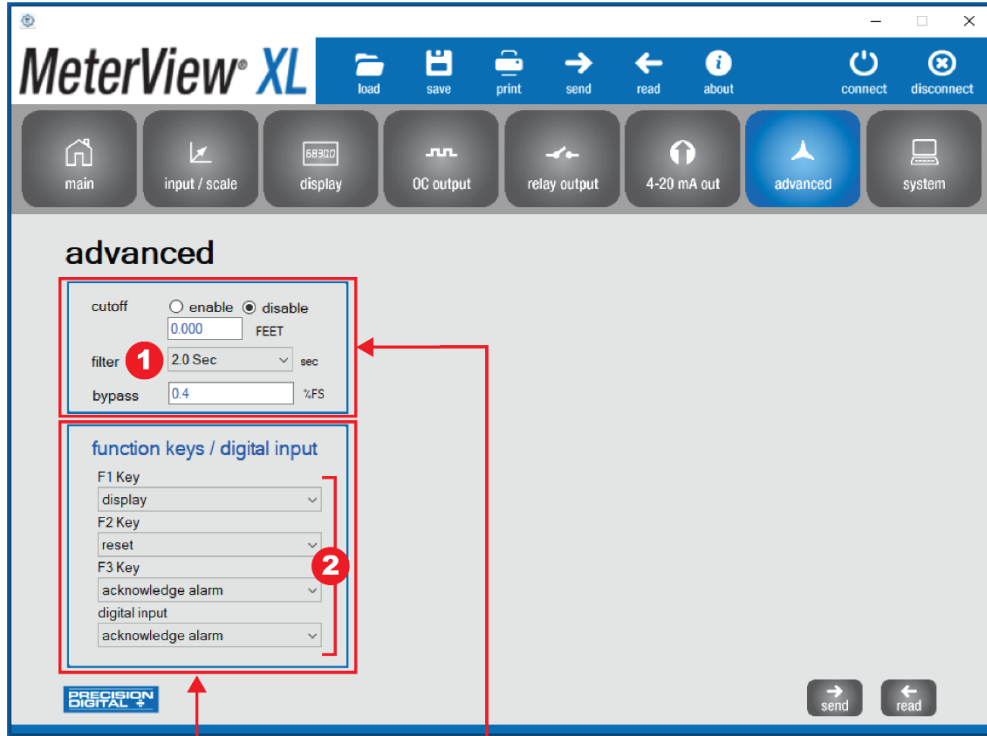 MeterView® XL
load save print send read about connect disconnect
main input / scale display OC output relay output 4-20 mA out advanced system
68300
advanced
cutoff enable disable
0.000 FEET
filter 1 2.0 Sec sec
bypass 0.4 %FS
function keys / digital input
F1 Key
display
F2 Key
reset
2
F3 Key
acknowledge alarm
digital input
acknowledge alarm
PRECISION
DIGITAL
send read